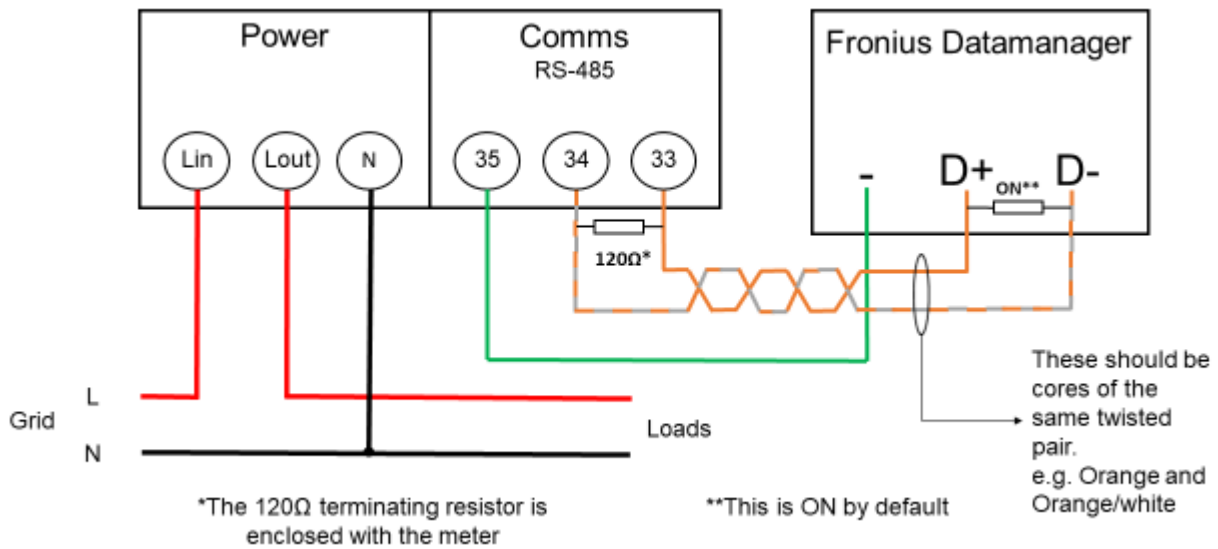 Power
Comms
RS-485
Fronius Datamanager
Lin
Lout
N
35
34
33
-
D+
ON**
D-
120Ω*
These should be
cores of the
same twisted
pair.
e.g. Orange and
Orange/white
Grid
L
N
Loads
*The 120Ω terminating resistor is
enclosed with the meter
**This is ON by default